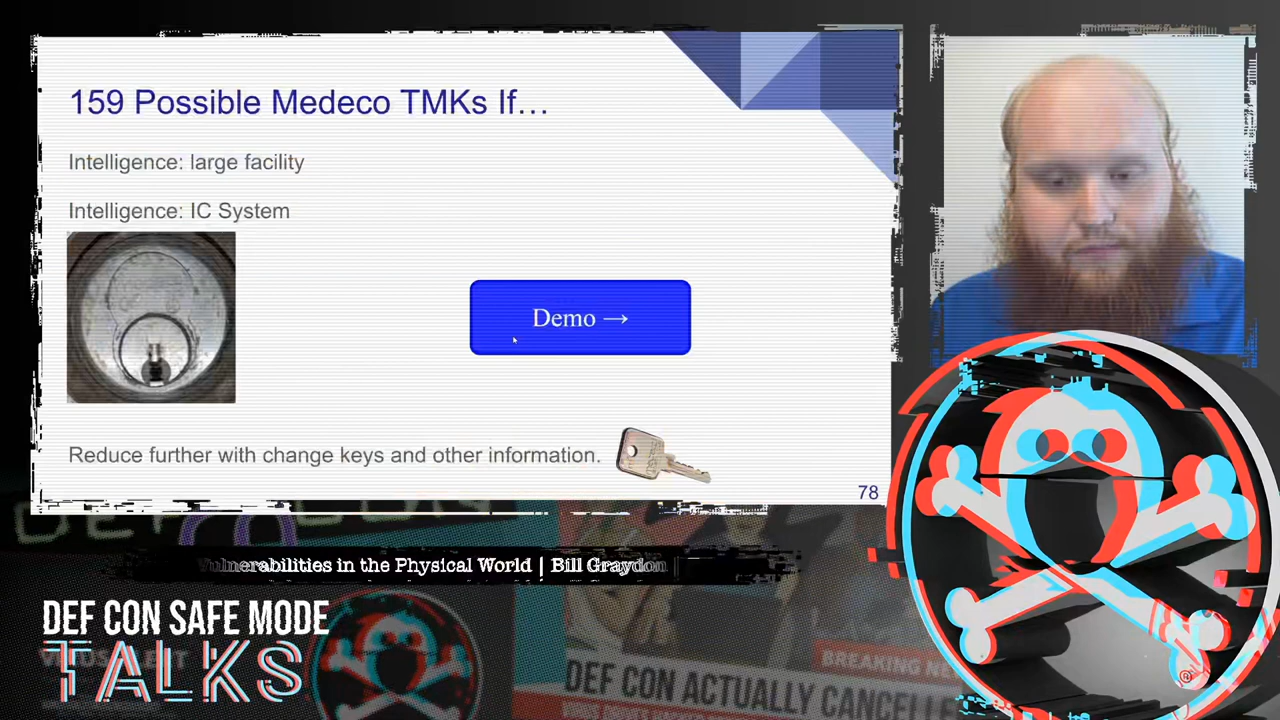 159 Possible Medeco TMKs If…
Intelligence: large facility
Intelligence: IC System
Demo →
Reduce further with change keys and other information.
78
Vulnerabilities in the Physical World | Bill Graydon |
DEF CON SAFE MODE
TALKS
DEF CON
BREAKING NE
DEF CON ACTUALLY CANCELLE
®